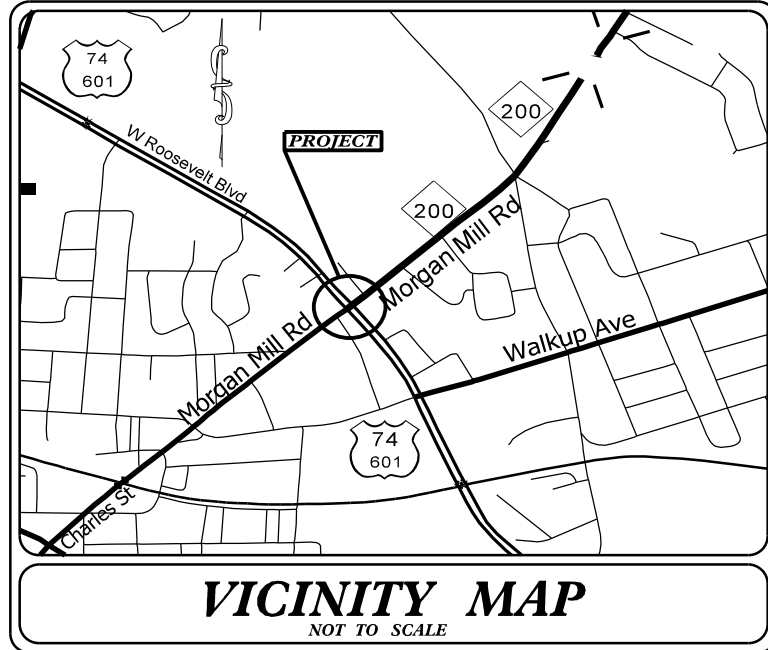 74
601
W Roosevelt Blvd
PROJECT
200
200
Morgan Mill Rd
Morgan Mill Rd
Walkup Ave
74
601
Charles St
VICINITY MAP
NOT TO SCALE